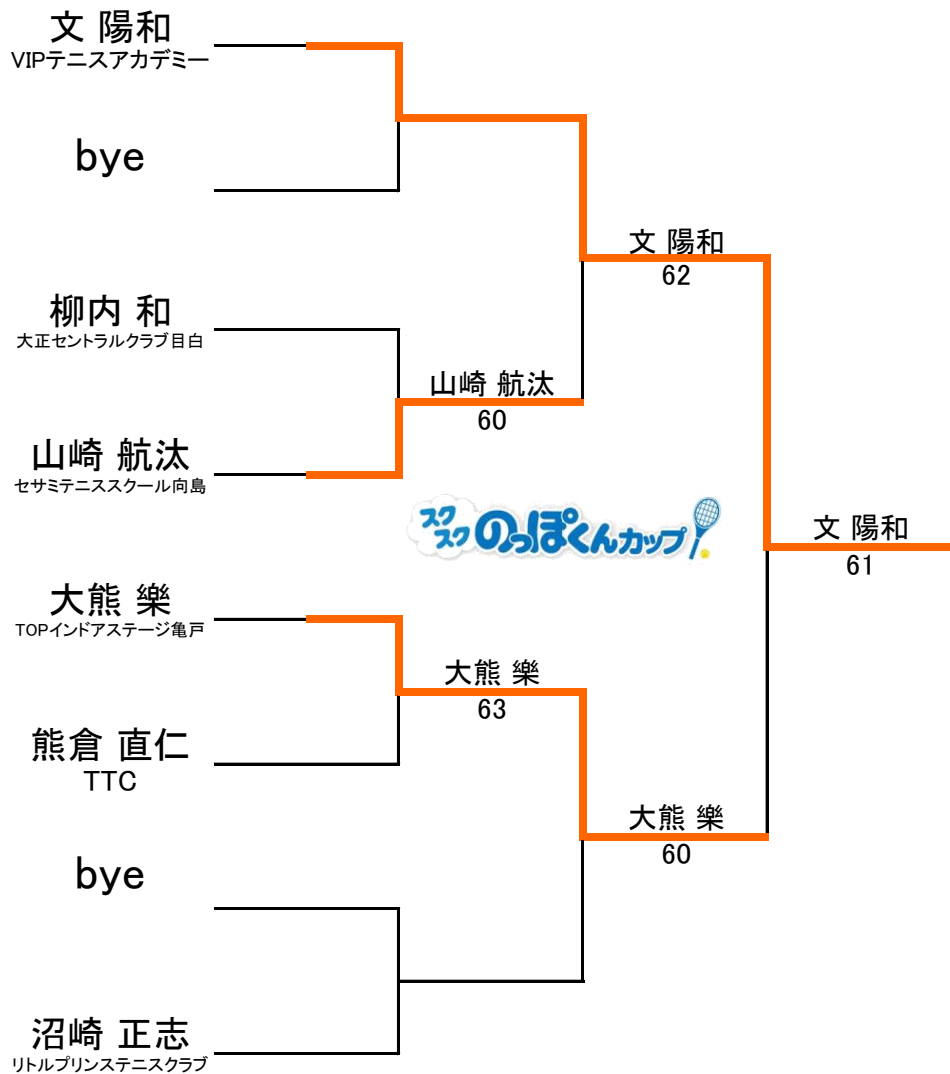 文 陽和
VIPテニスアカデミー
bye
文 陽和
62
柳内 和
大正セントラルクラブ目白
山崎 航汰
60
山崎 航汰
セサミテニススクール向島
スクスク のっぽくんカップ
文 陽和
61
大熊 樂
TOPインドアステージ亀戸
大熊 樂
63
熊倉 直仁
TTC
大熊 樂
60
bye
沼崎 正志
リトルプリンステニスクラブ